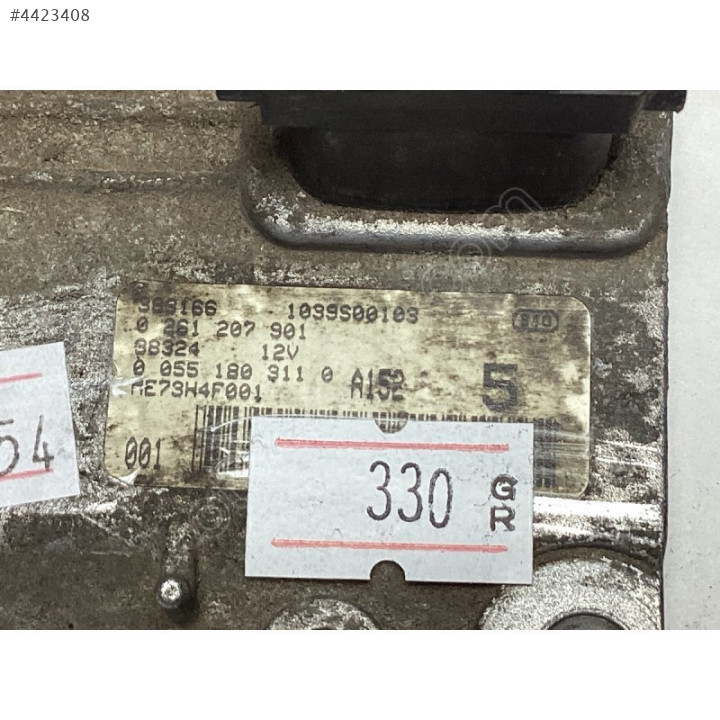 #4423408
1039S00103
0 261 207 901
98324 12V
0 055 180 311 0 A152 5
ME73H4F001
001
54
330 GR